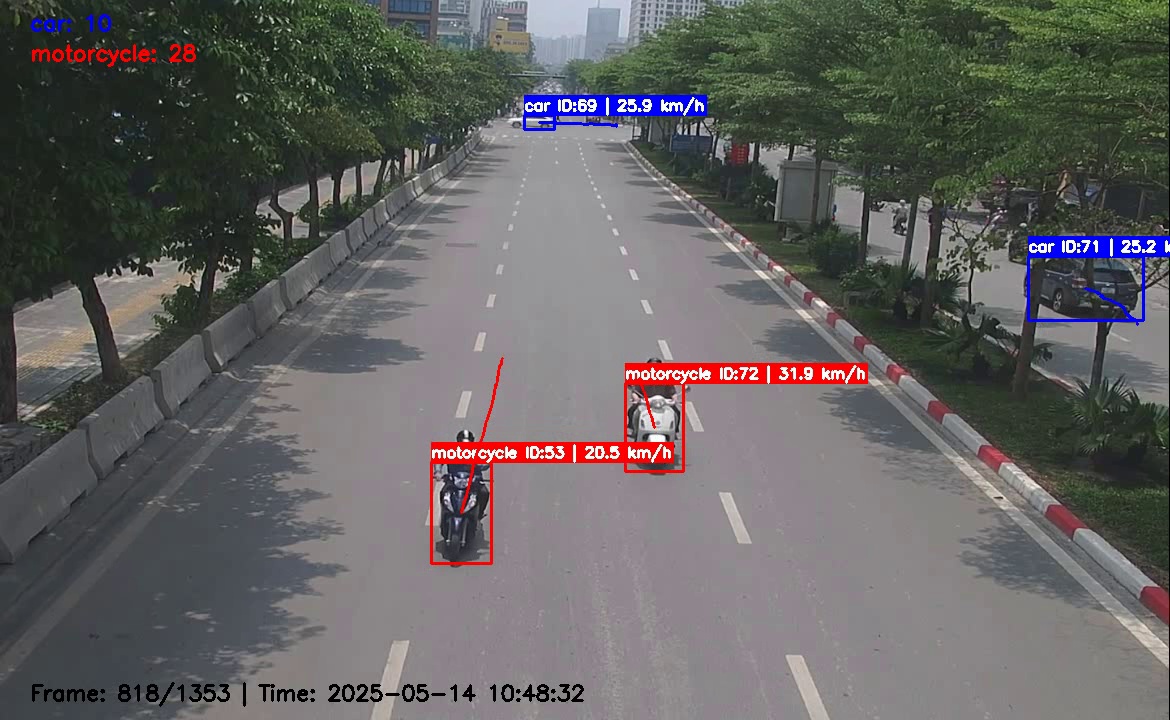 car: 10
motorcycle: 28
car ID:69 | 25.9 km/h
car ID:71 | 25.2 k
motorcycle ID:72 | 31.9 km/h
motorcycle ID:53 | 20.5 km/h
Frame: 818/1353 | Time: 2025-05-14 10:48:32